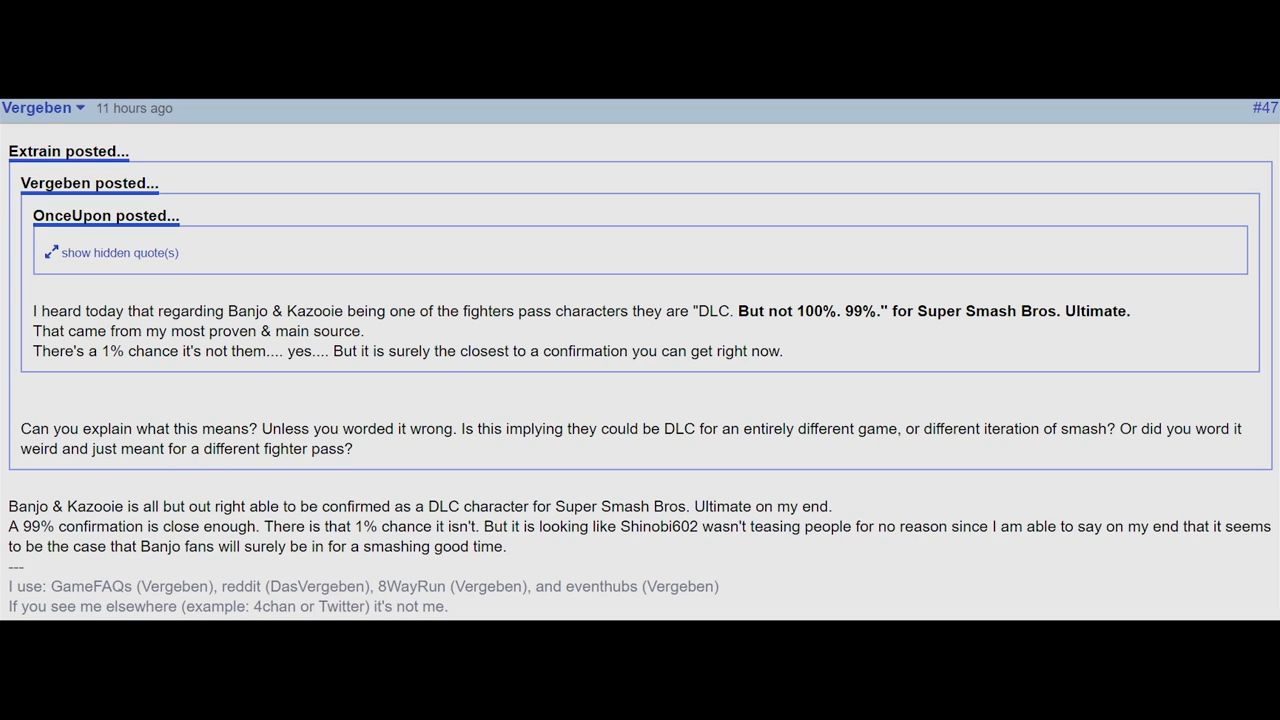 Vergeben 11 hours ago #47
Extrain posted...
Vergeben posted...
OnceUpon posted...
show hidden quote(s)
I heard today that regarding Banjo & Kazooie being one of the fighters pass characters they are "DLC. But not 100%. 99%." for Super Smash Bros. Ultimate.
That came from my most proven & main source.
There's a 1% chance it's not them.... yes.... But it is surely the closest to a confirmation you can get right now.
Can you explain what this means? Unless you worded it wrong. Is this implying they could be DLC for an entirely different game, or different iteration of smash? Or did you word it
weird and just meant for a different fighter pass?
Banjo & Kazooie is all but out right able to be confirmed as a DLC character for Super Smash Bros. Ultimate on my end.
A 99% confirmation is close enough. There is that 1% chance it isn't. But it is looking like Shinobi602 wasn't teasing people for no reason since I am able to say on my end that it seems
to be the case that Banjo fans will surely be in for a smashing good time.
---
I use: GameFAQs (Vergeben), reddit (DasVergeben), 8WayRun (Vergeben), and eventhubs (Vergeben)
If you see me elsewhere (example: 4chan or Twitter) it's not me.